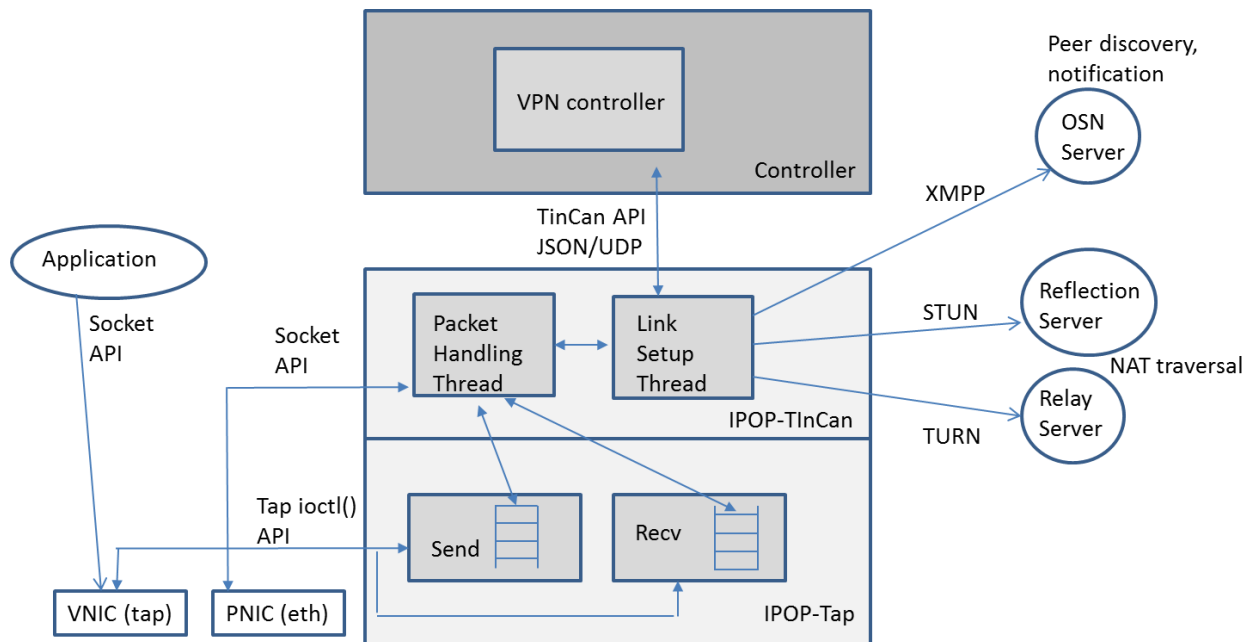 Peer discovery,
notification
VPN controller
OSN
Server
Controller
XMPP
TinCan API
JSON/UDP
Application
Socket
API
Socket
API
Packet
Handling
Thread
Link
Setup
Thread
STUN
Reflection
Server
NAT traversal
IPOP-TInCan
TURN
Relay
Server
Tap ioctl()
API
Send
Recv
VNIC (tap)
PNIC (eth)
IPOP-Tap